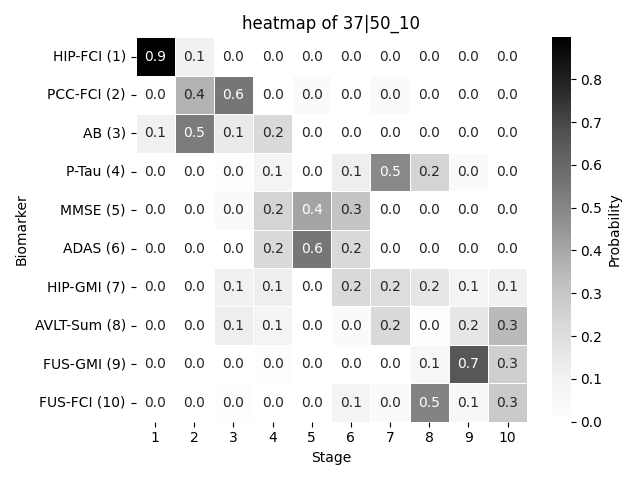 heatmap of 37|50_10
HIP-FCI (1) 0.9 0.1 0.0 0.0 0.0 0.0 0.0 0.0 0.0 0.0
PCC-FCI (2) 0.0 0.4 0.6 0.0 0.0 0.0 0.0 0.0 0.0 0.0
AB (3) 0.1 0.5 0.1 0.2 0.0 0.0 0.0 0.0 0.0 0.0
P-Tau (4) 0.0 0.0 0.0 0.1 0.0 0.1 0.5 0.2 0.0 0.0
MMSE (5) 0.0 0.0 0.0 0.2 0.4 0.3 0.0 0.0 0.0 0.0
ADAS (6) 0.0 0.0 0.0 0.2 0.6 0.2 0.0 0.0 0.0 0.0
HIP-GMI (7) 0.0 0.0 0.1 0.1 0.0 0.2 0.2 0.2 0.1 0.1
AVLT-Sum (8) 0.0 0.0 0.1 0.1 0.0 0.0 0.2 0.0 0.2 0.3
FUS-GMI (9) 0.0 0.0 0.0 0.0 0.0 0.0 0.0 0.1 0.7 0.3
FUS-FCI (10) 0.0 0.0 0.0 0.0 0.0 0.1 0.0 0.5 0.1 0.3
1 2 3 4 5 6 7 8 9 10
Stage
Biomarker
0.8
0.7
0.6
0.5
0.4
0.3
0.2
0.1
0.0
Probability